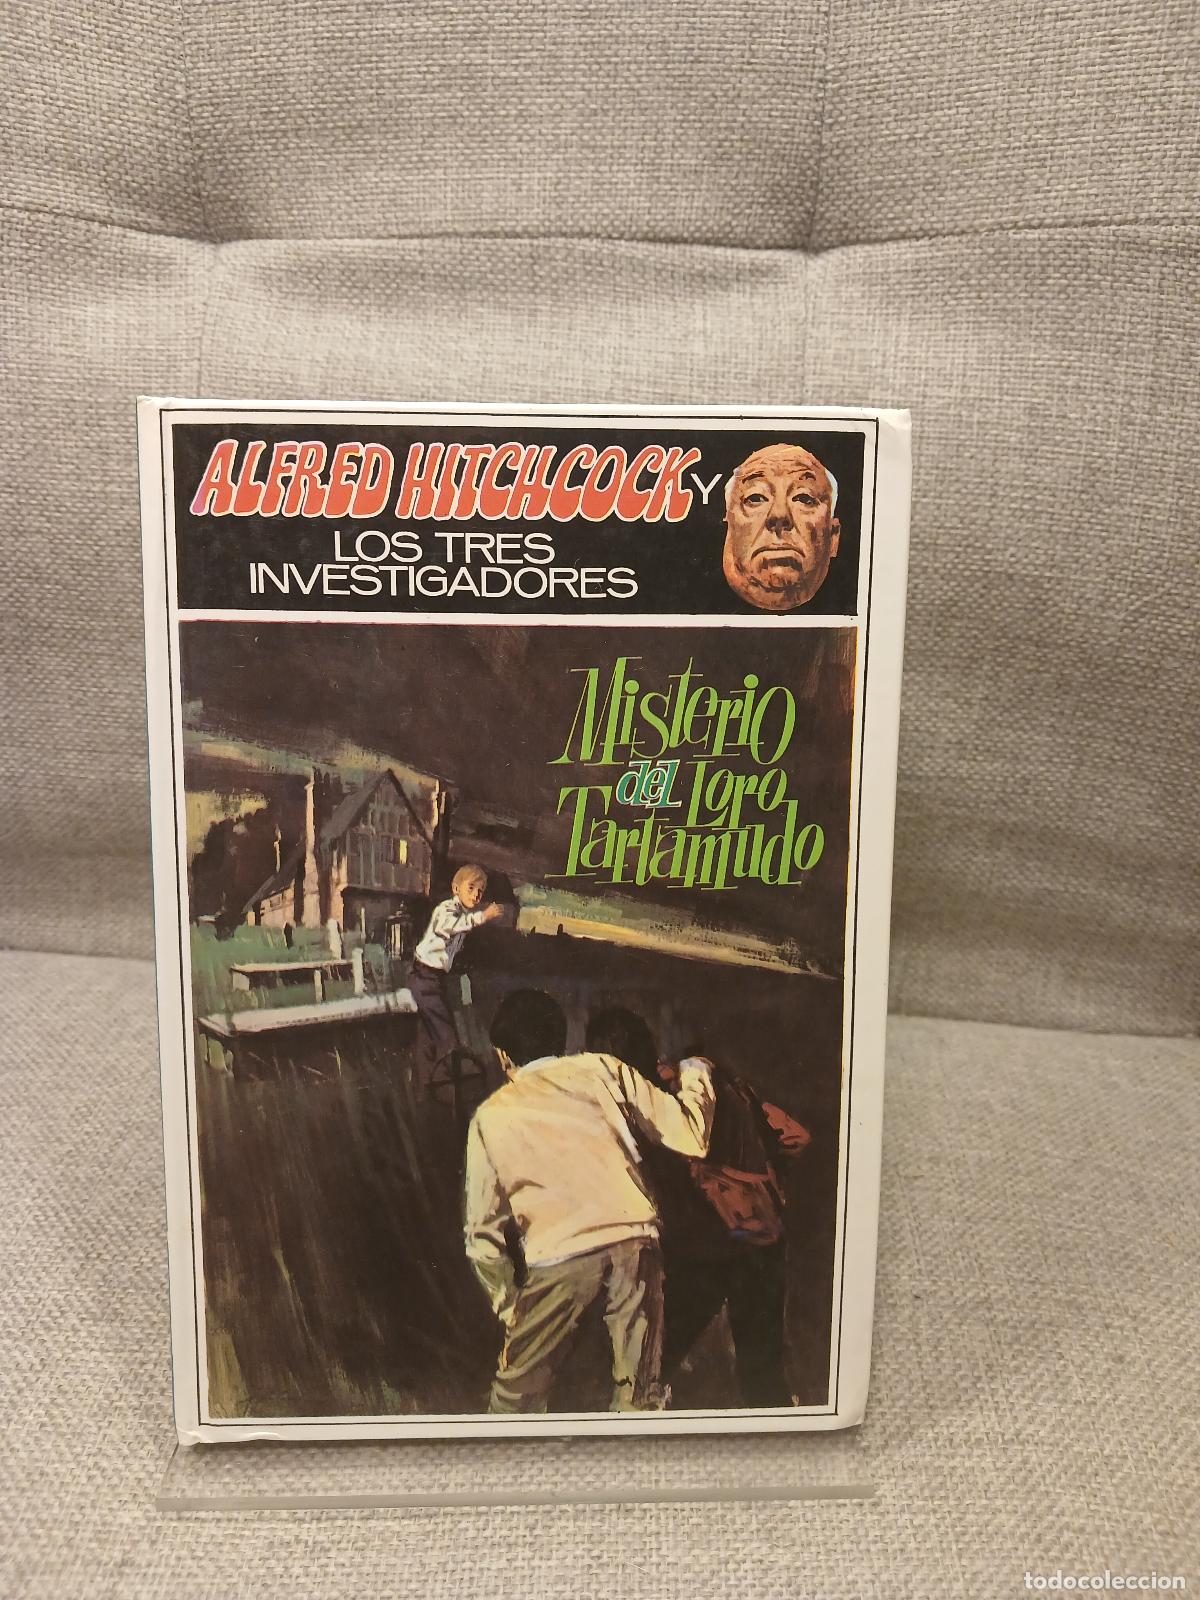 ALFRED HITCHCOCK Y
LOS TRES
INVESTIGADORES
Misterio
del Loro
Tartamudo
todocoleccion